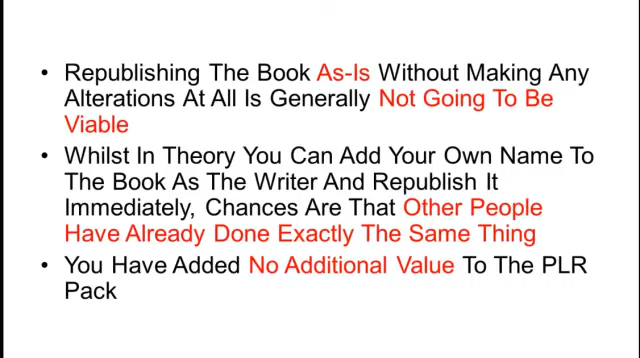 • Republishing The Book As-Is Without Making Any
Alterations At All Is Generally Not Going To Be
Viable
• Whilst In Theory You Can Add Your Own Name To
The Book As The Writer And Republish It
Immediately, Chances Are That Other People
Have Already Done Exactly The Same Thing
• You Have Added No Additional Value To The PLR
Pack